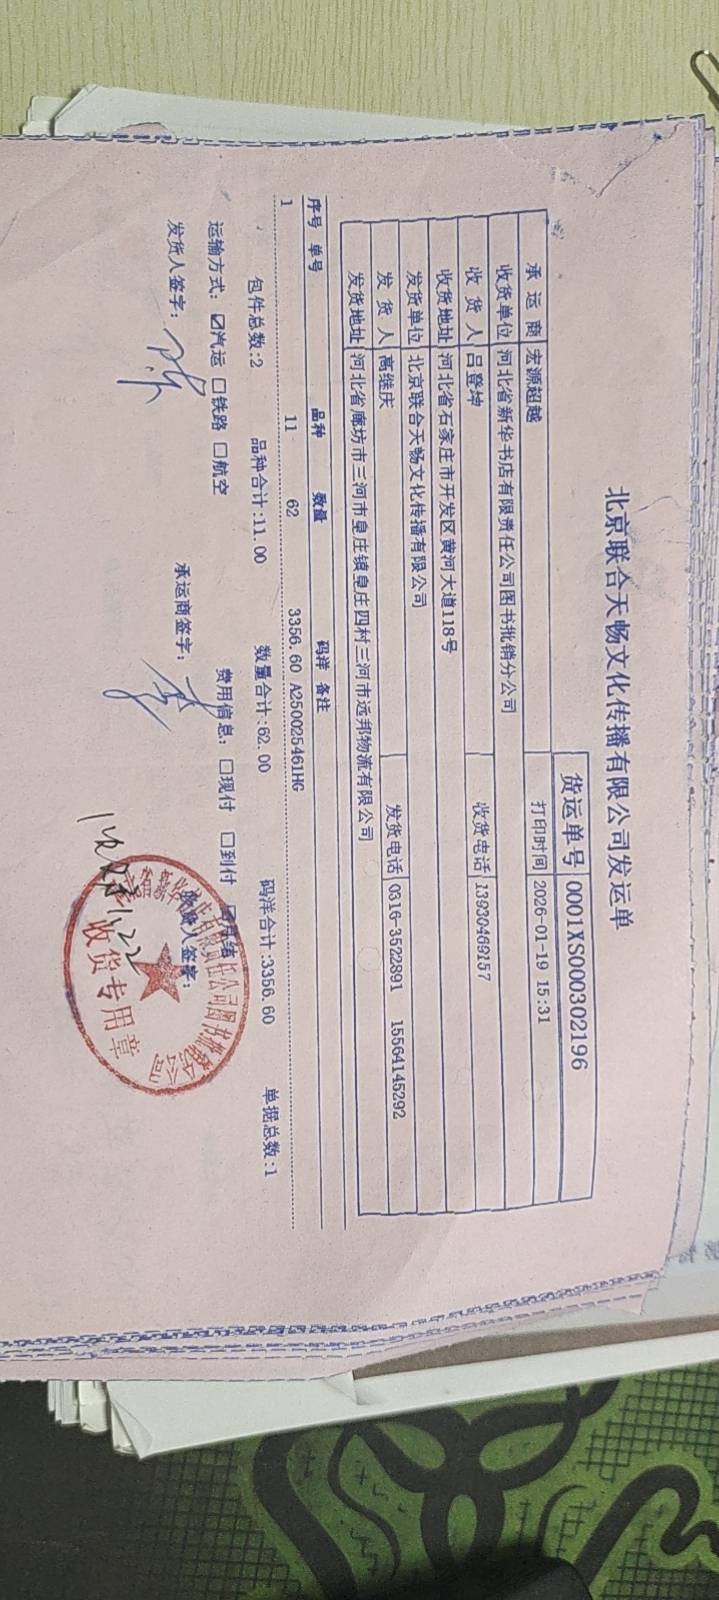 北京联合天畅文化传播有限公司发运单
货运单号 0001XS000302196
承运商 宏源超越 打印时间 2026-01-19 15:31
收货单位 河北省新华书店有限责任公司图书批销分公司
收货人 吕登坤 收货电话 13930469157
收货地址 河北省石家庄市开发区黄河大道118号
发货单位 北京联合天畅文化传播有限公司
发货人 高继庆 发货电话 0316-3522891 15564145292
发货地址 河北省廊坊市三河市皇庄镇皇庄四村三河市远邦物流有限公司
序号 单号 品种 数量 码洋 备注
1 11 62 3356.60 A250025461HG
包件总数:2 品种合计:11.00 数量合计:62.00 码洋合计:3356.60 单据总数:1
运输方式: ☑汽运 □铁路 □航空 费用信息: □现付 □到付 ☑月结
发货人签字: 承运商签字: 收货人签字:
1.22
收货专用章